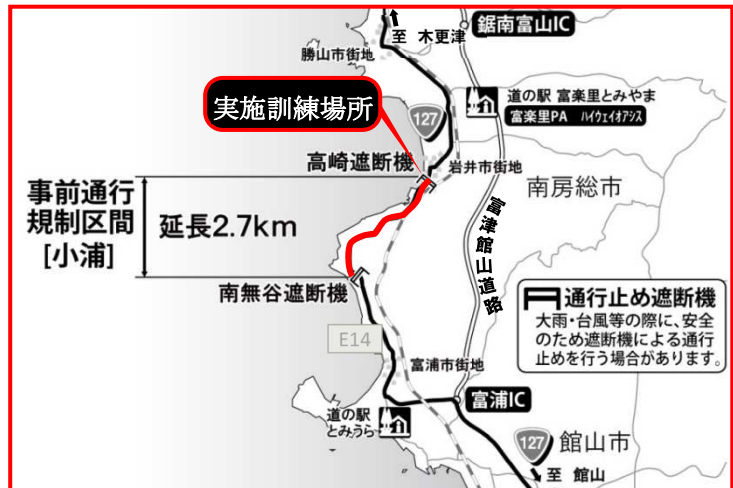 至 木更津
鋸南富山IC
勝山市街地
道の駅 富楽里とみやま
富楽里PA ハイウェイオアシス
実施訓練場所
127
高崎遮断機
岩井市街地
南房総市
事前通行
規制区間
[小浦]
延長2.7km
富津館山道路
南無谷遮断機
通行止め遮断機
大雨・台風等の際に、安全
のため遮断機による通行
止めを行う場合があります。
E14
富浦市街地
富浦IC
道の駅
とみうら
127
館山市
至 館山